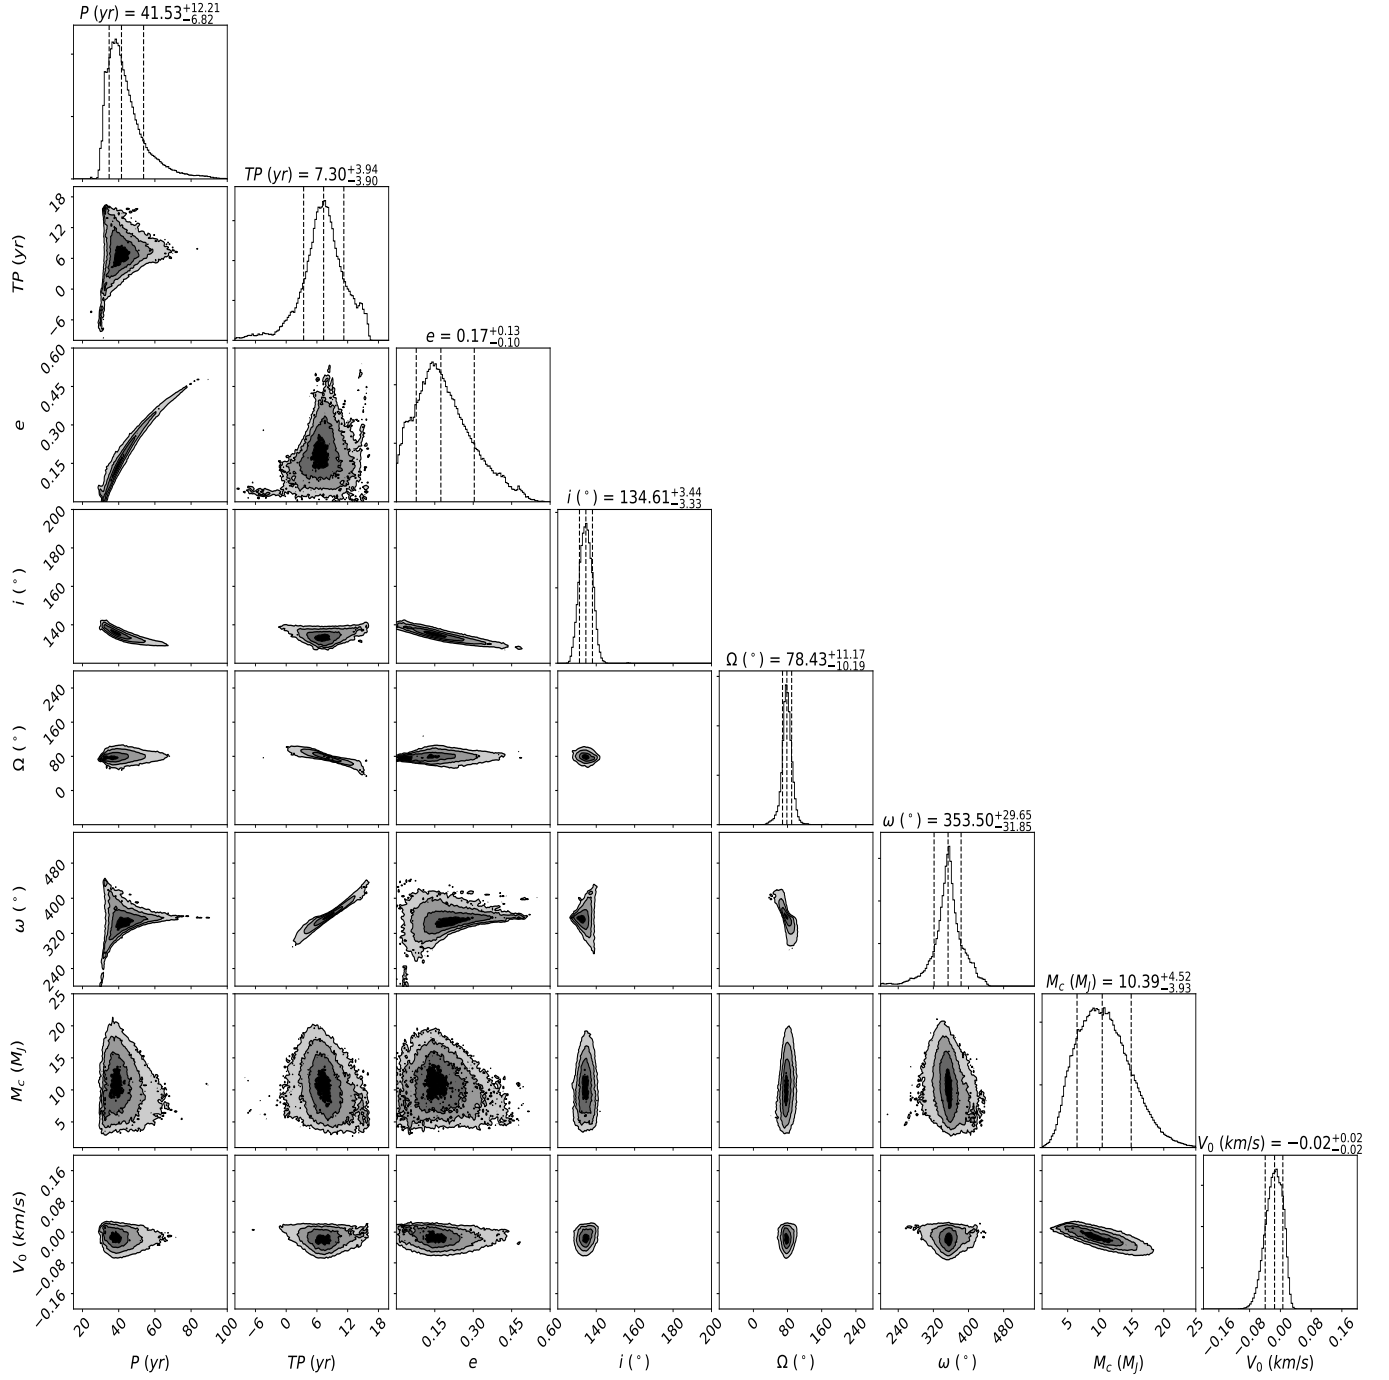 P (yr) = 41.53+12.21−6.82
TP (yr) = 7.30+3.94−3.90
18
12
6
0
−6
TP (yr)
e = 0.17+0.13−0.10
0.60
0.45
0.30
0.15
e
i (°) = 134.61+3.44−3.33
200
180
160
140
i (°)
Ω (°) = 78.43+11.17−10.19
240
160
80
0
Ω (°)
ω (°) = 353.50+29.65−31.85
480
400
320
240
ω (°)
Mc (MJ) = 10.39+4.52−3.93
25
20
15
10
5
Mc (MJ)
V0 (km/s) = −0.02+0.02−0.02
0.16
0.08
0.00
−0.08
−0.16
V0 (km/s)
20 40 60 80 100
−6 0 6 12 18
0.15 0.30 0.45 0.60
140 160 180 200
0 80 160 240
240 320 400 480
5 10 15 20 25
−0.16 −0.08 0.00 0.08 0.16
P (yr) TP (yr) e i (°) Ω (°) ω (°) Mc (MJ) V0 (km/s)